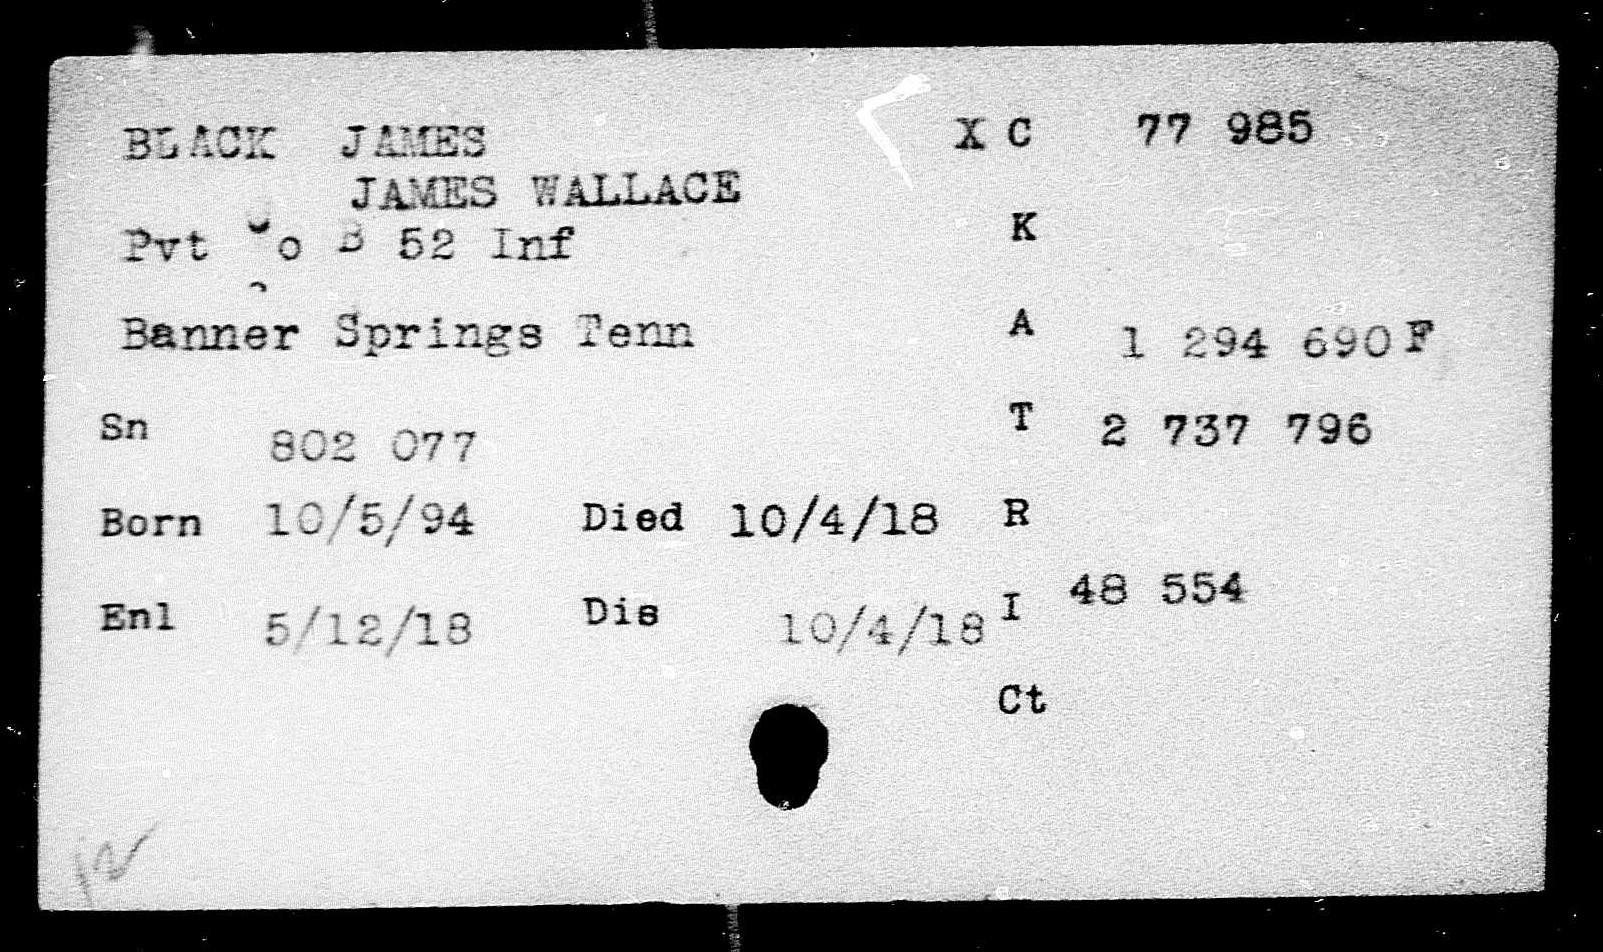 BLACK JAMES X C 77 985
JAMES WALLACE
Pvt Co B 52 Inf K
Banner Springs Tenn A 1 294 690 F
Sn 802 077 T 2 737 796
Born 10/5/94 Died 10/4/18 R
Enl 5/12/18 Dis 10/4/18 I 48 554
Ct